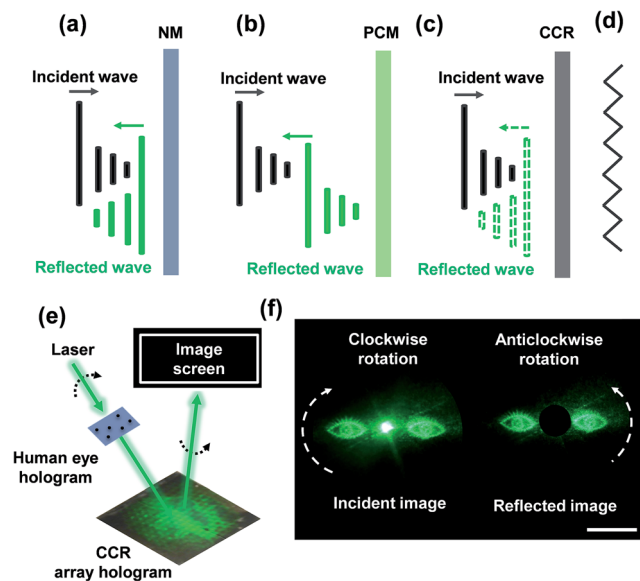 (a)
NM
Incident wave
Reflected wave
(b)
PCM
Incident wave
Reflected wave
(c)
CCR
Incident wave
Reflected wave
(d)
(e)
Laser
Image
screen
Human eye
hologram
CCR
array hologram
(f)
Clockwise
rotation
Anticlockwise
rotation
Incident image
Reflected image